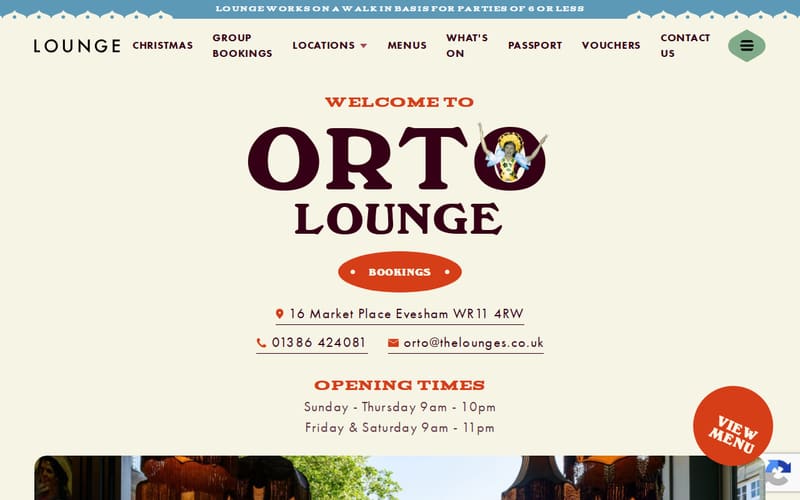 LOUNGE WORKS ON A WALK IN BASIS FOR PARTIES OF 6 OR LESS
LOUNGE
CHRISTMAS
GROUP
BOOKINGS
LOCATIONS
MENUS
WHAT'S
ON
PASSPORT
VOUCHERS
CONTACT
US
WELCOME TO
ORTO
LOUNGE
BOOKINGS
16 Market Place Evesham WR11 4RW
01386 424081
orto@thelounges.co.uk
OPENING TIMES
Sunday - Thursday 9am - 10pm
Friday & Saturday 9am - 11pm
VIEW
MENU